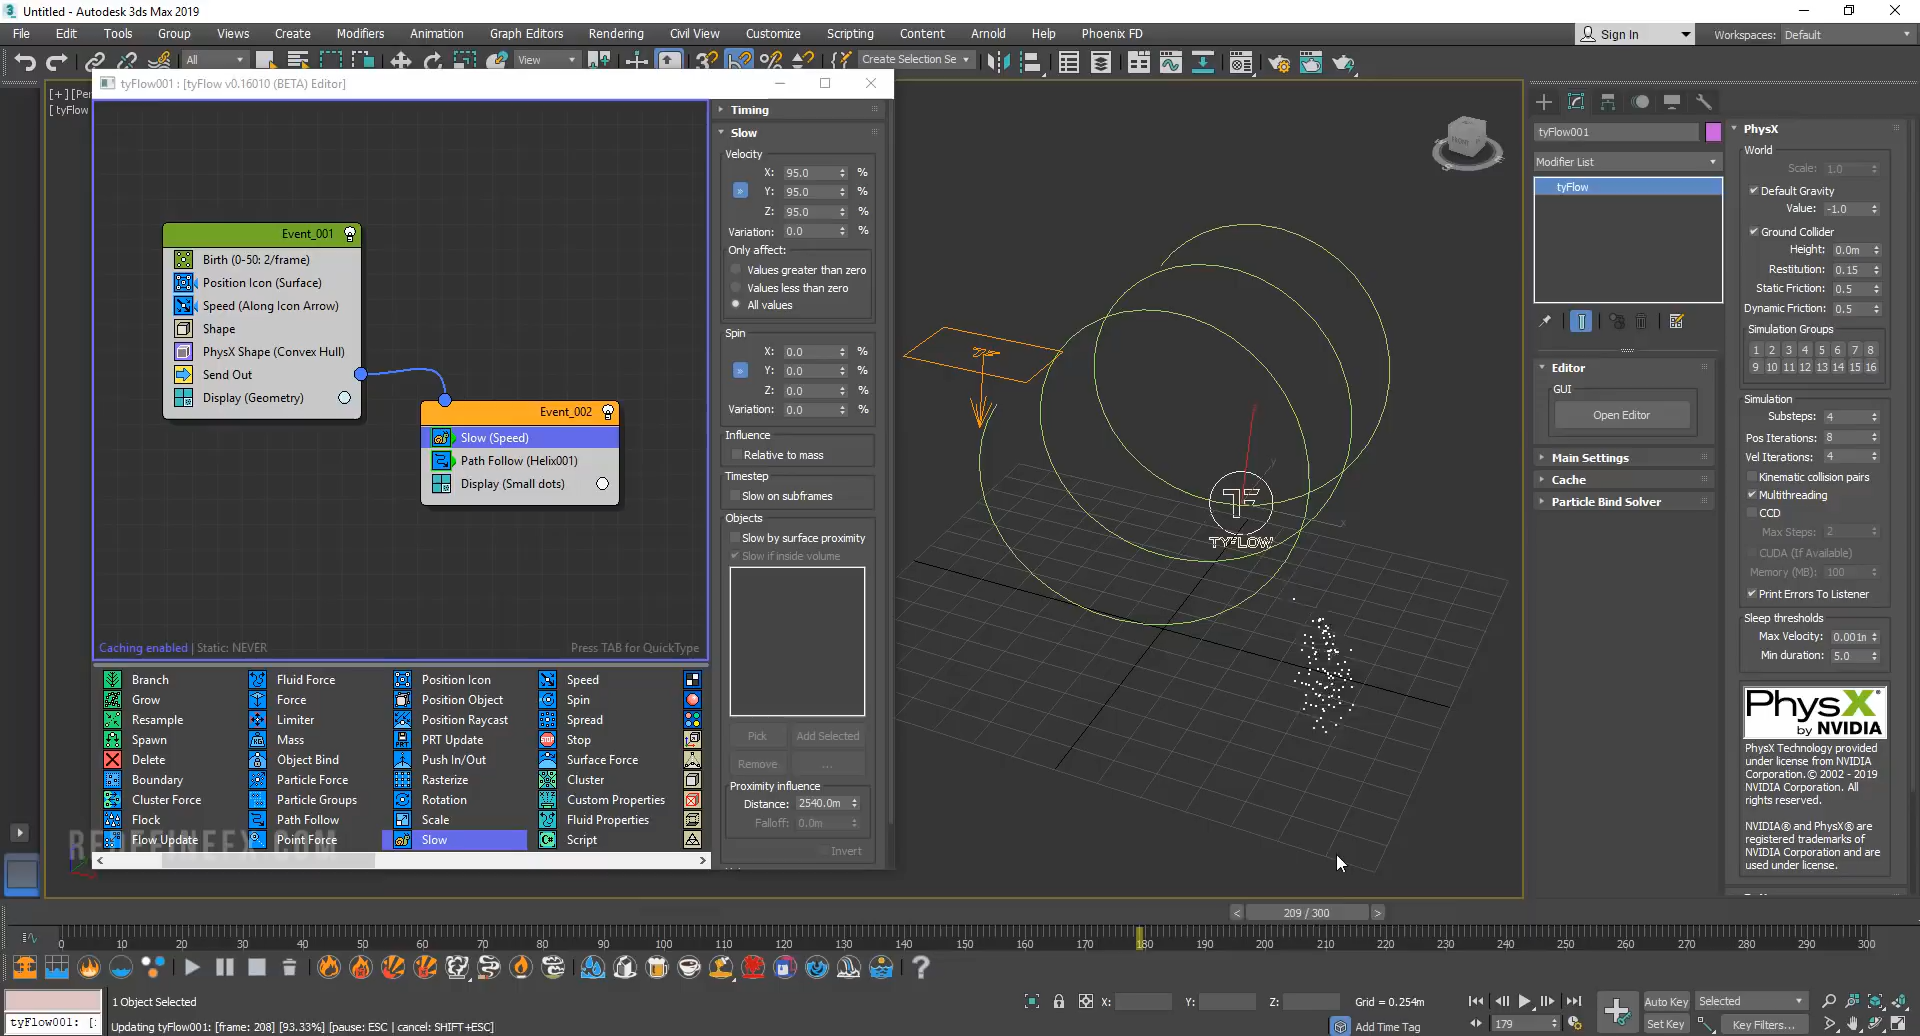 Untitled - Autodesk 3ds Max 2019
File Edit Tools Group Views Create Modifiers Animation Graph Editors Rendering Civil View Customize Scripting Content Arnold Help Phoenix FD
Sign In Workspaces: Default
All View Create Selection Se
tyFlow001 : [tyFlow v0.16010 (BETA) Editor]
Event_001
Birth (0-50: 2/frame)
Position Icon (Surface)
Speed (Along Icon Arrow)
Shape
PhysX Shape (Convex Hull)
Send Out
Display (Geometry)
Event_002
Slow (Speed)
Path Follow (Helix001)
Display (Small dots)
Caching enabled | Static: NEVER
Press TAB for QuickType
Branch Fluid Force Position Icon Speed
Grow Force Position Object Spin
Resample Limiter Position Raycast Spread
Spawn Mass PRT Update Stop
Delete Object Bind Push In/Out Surface Force
Boundary Particle Force Rasterize Cluster
Cluster Force Particle Groups Rotation Custom Properties
Flock Path Follow Scale Fluid Properties
Flow Update Point Force Slow Script
REDEFINEFX.COM
Timing
Slow
Velocity
X: 95.0 %
Y: 95.0 %
Z: 95.0 %
Variation: 0.0 %
Only affect:
Values greater than zero
Values less than zero
All values
Spin
X: 0.0 %
Y: 0.0 %
Z: 0.0 %
Variation: 0.0 %
Influence
Relative to mass
Timestep
Slow on subframes
Objects
Slow by surface proximity
Slow if inside volume
Pick Add Selected
Remove ...
Proximity influence
Distance: 2540.0m
Falloff: 0.0m
Invert
TYFLOW
tyFlow001
Modifier List
tyFlow
Editor
GUI
Open Editor
Main Settings
Cache
Particle Bind Solver
PhysX
World
Scale: 1.0
Default Gravity
Value: -1.0
Ground Collider
Height: 0.0m
Restitution: 0.15
Static Friction: 0.5
Dynamic Friction: 0.5
Simulation Groups
1 2 3 4 5 6 7 8
9 10 11 12 13 14 15 16
Simulation
Substeps: 4
Pos Iterations: 8
Vel Iterations: 4
Kinematic collision pairs
Multithreading
CCD
Max Steps: 2
CUDA (If Available)
Memory (MB): 100
Print Errors To Listener
Sleep thresholds
Max Velocity: 0.001m
Min duration: 5.0
PhysX
by NVIDIA
PhysX Technology provided
under license from NVIDIA
Corporation.© 2002 - 2019
NVIDIA Corporation. All
rights reserved.
NVIDIA® and PhysX® are
registered trademarks of
NVIDIA Corporation and are
used under license.
< 209 / 300 >
0 10 20 30 40 50 60 70 80 90 100 110 120 130 140 150 160 170 180 190 200 210 220 230 240 250 260 270 280 290 300
1 Object Selected
X: Y: Z: Grid = 0.254m
Auto Key Selected
tyFlow001: [:
Updating tyFlow001: [frame: 208] [93.33%] [pause: ESC | cancel: SHIFT+ESC]
Add Time Tag
179
Set Key Key Filters...